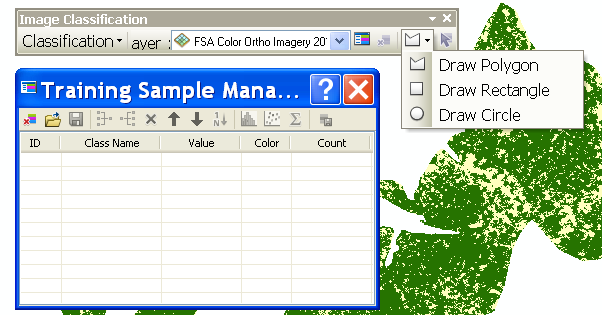 Image Classification
Classification ayer : FSA Color Ortho Imagery 20
Draw Polygon
Draw Rectangle
Draw Circle
Training Sample Mana...
ID Class Name Value Color Count